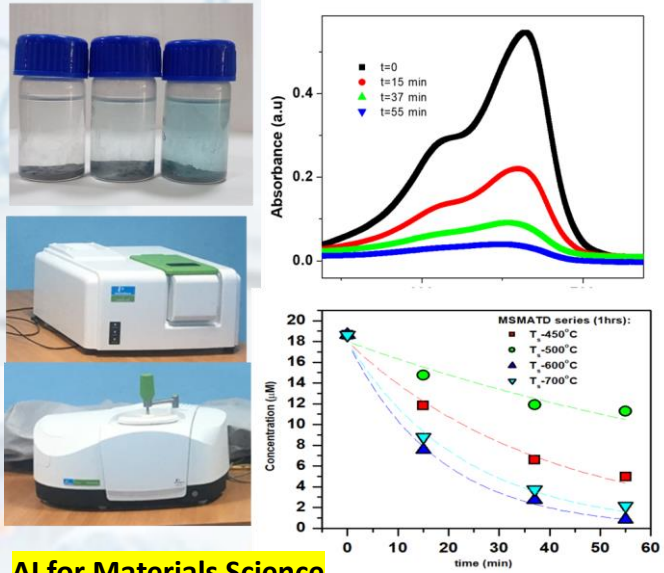 t=0
t=15 min
t=37 min
t=55 min
Absorbance (a.u)
0.4
0.2
0.0
MSMATD series (1hrs):
Tₛ-450°C
Tₛ-500°C
Tₛ-600°C
Tₛ-700°C
Concentration (μM)
20
18
16
14
12
10
8
6
4
2
0
0 10 20 30 40 50 60
time (min)
AI for Materials Science